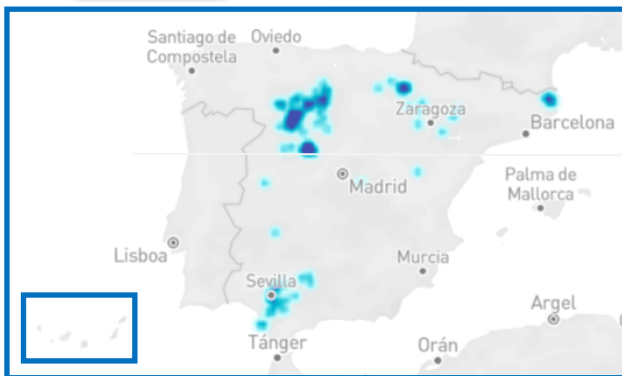 Santiago de
Compostela
Oviedo
Zaragoza
Barcelona
Madrid
Palma de
Mallorca
Lisboa
Sevilla
Murcia
Tánger
Orán
Argel